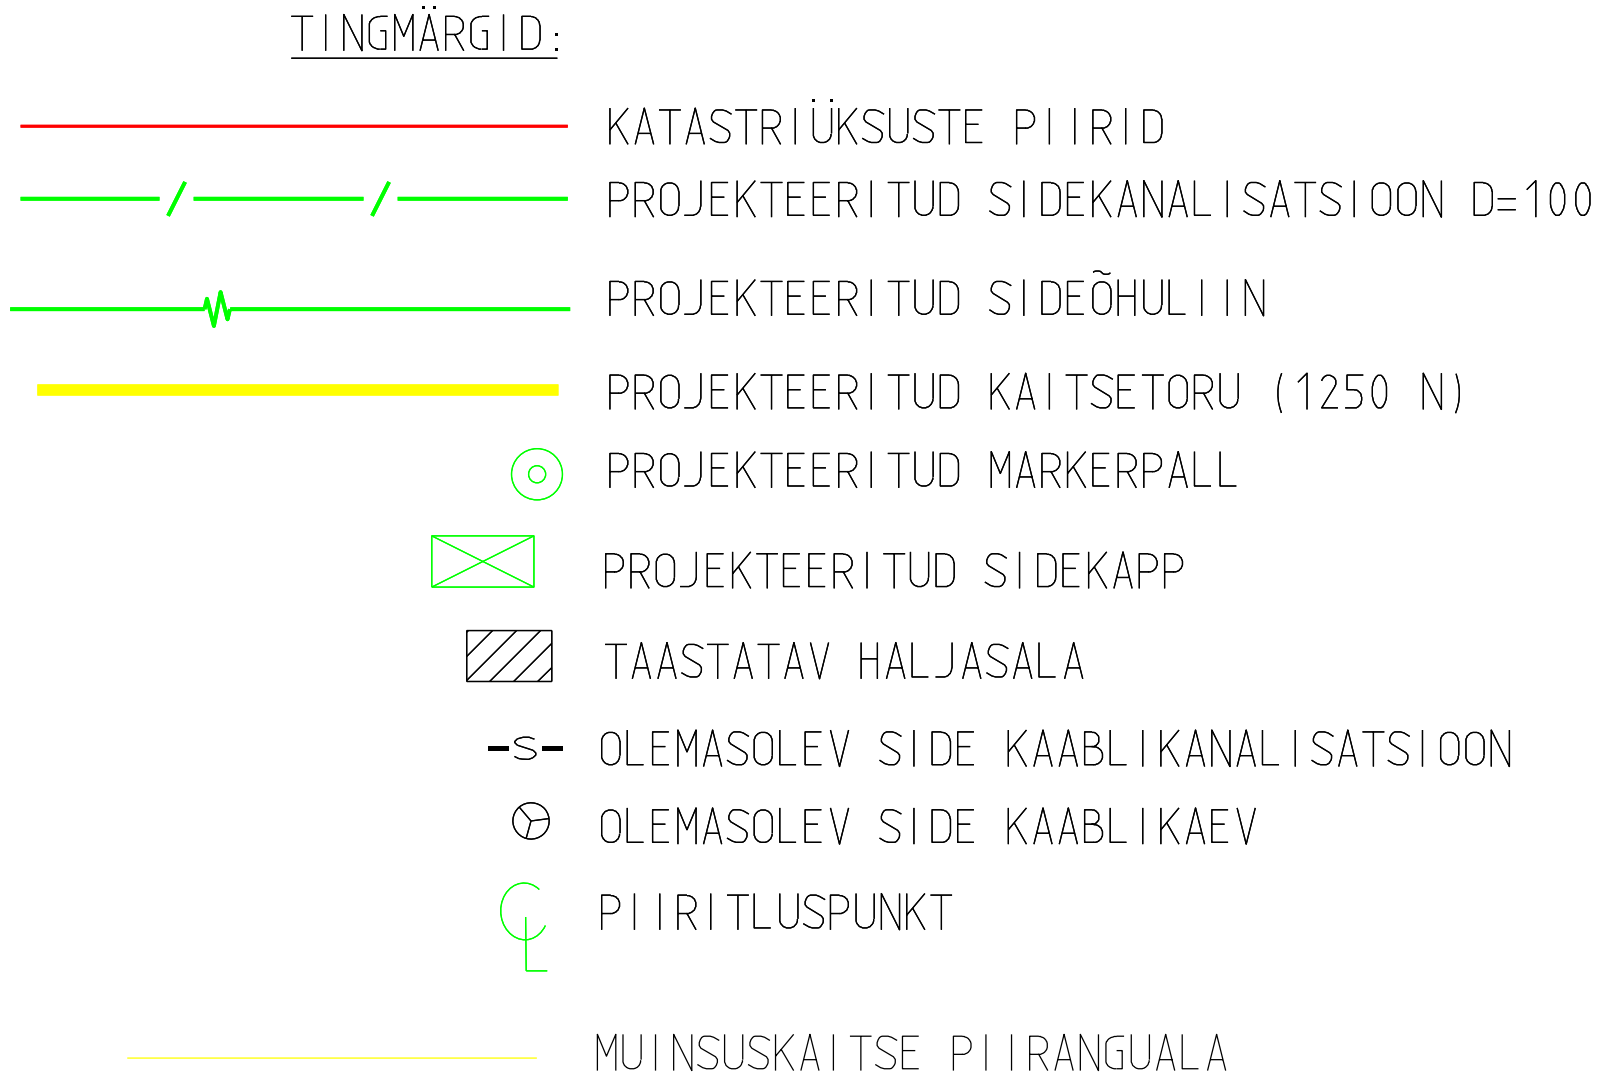 TINGMÄRGID:
KATASTRIÜKSUSTE PIIRID
PROJEKTEERITUD SIDEKANALISATSIOON D=100
PROJEKTEERITUD SIDEÕHULIIN
PROJEKTEERITUD KAITSETORU (1250 N)
PROJEKTEERITUD MARKERPALL
PROJEKTEERITUD SIDEKAPP
TAASTATAV HALJASALA
S OLEMASOLEV SIDE KAABLIKANALISATSIOON
OLEMASOLEV SIDE KAABLIKAEV
CL PIIRITLUSPUNKT
MUINSUSKAITSE PIIRANGUALA